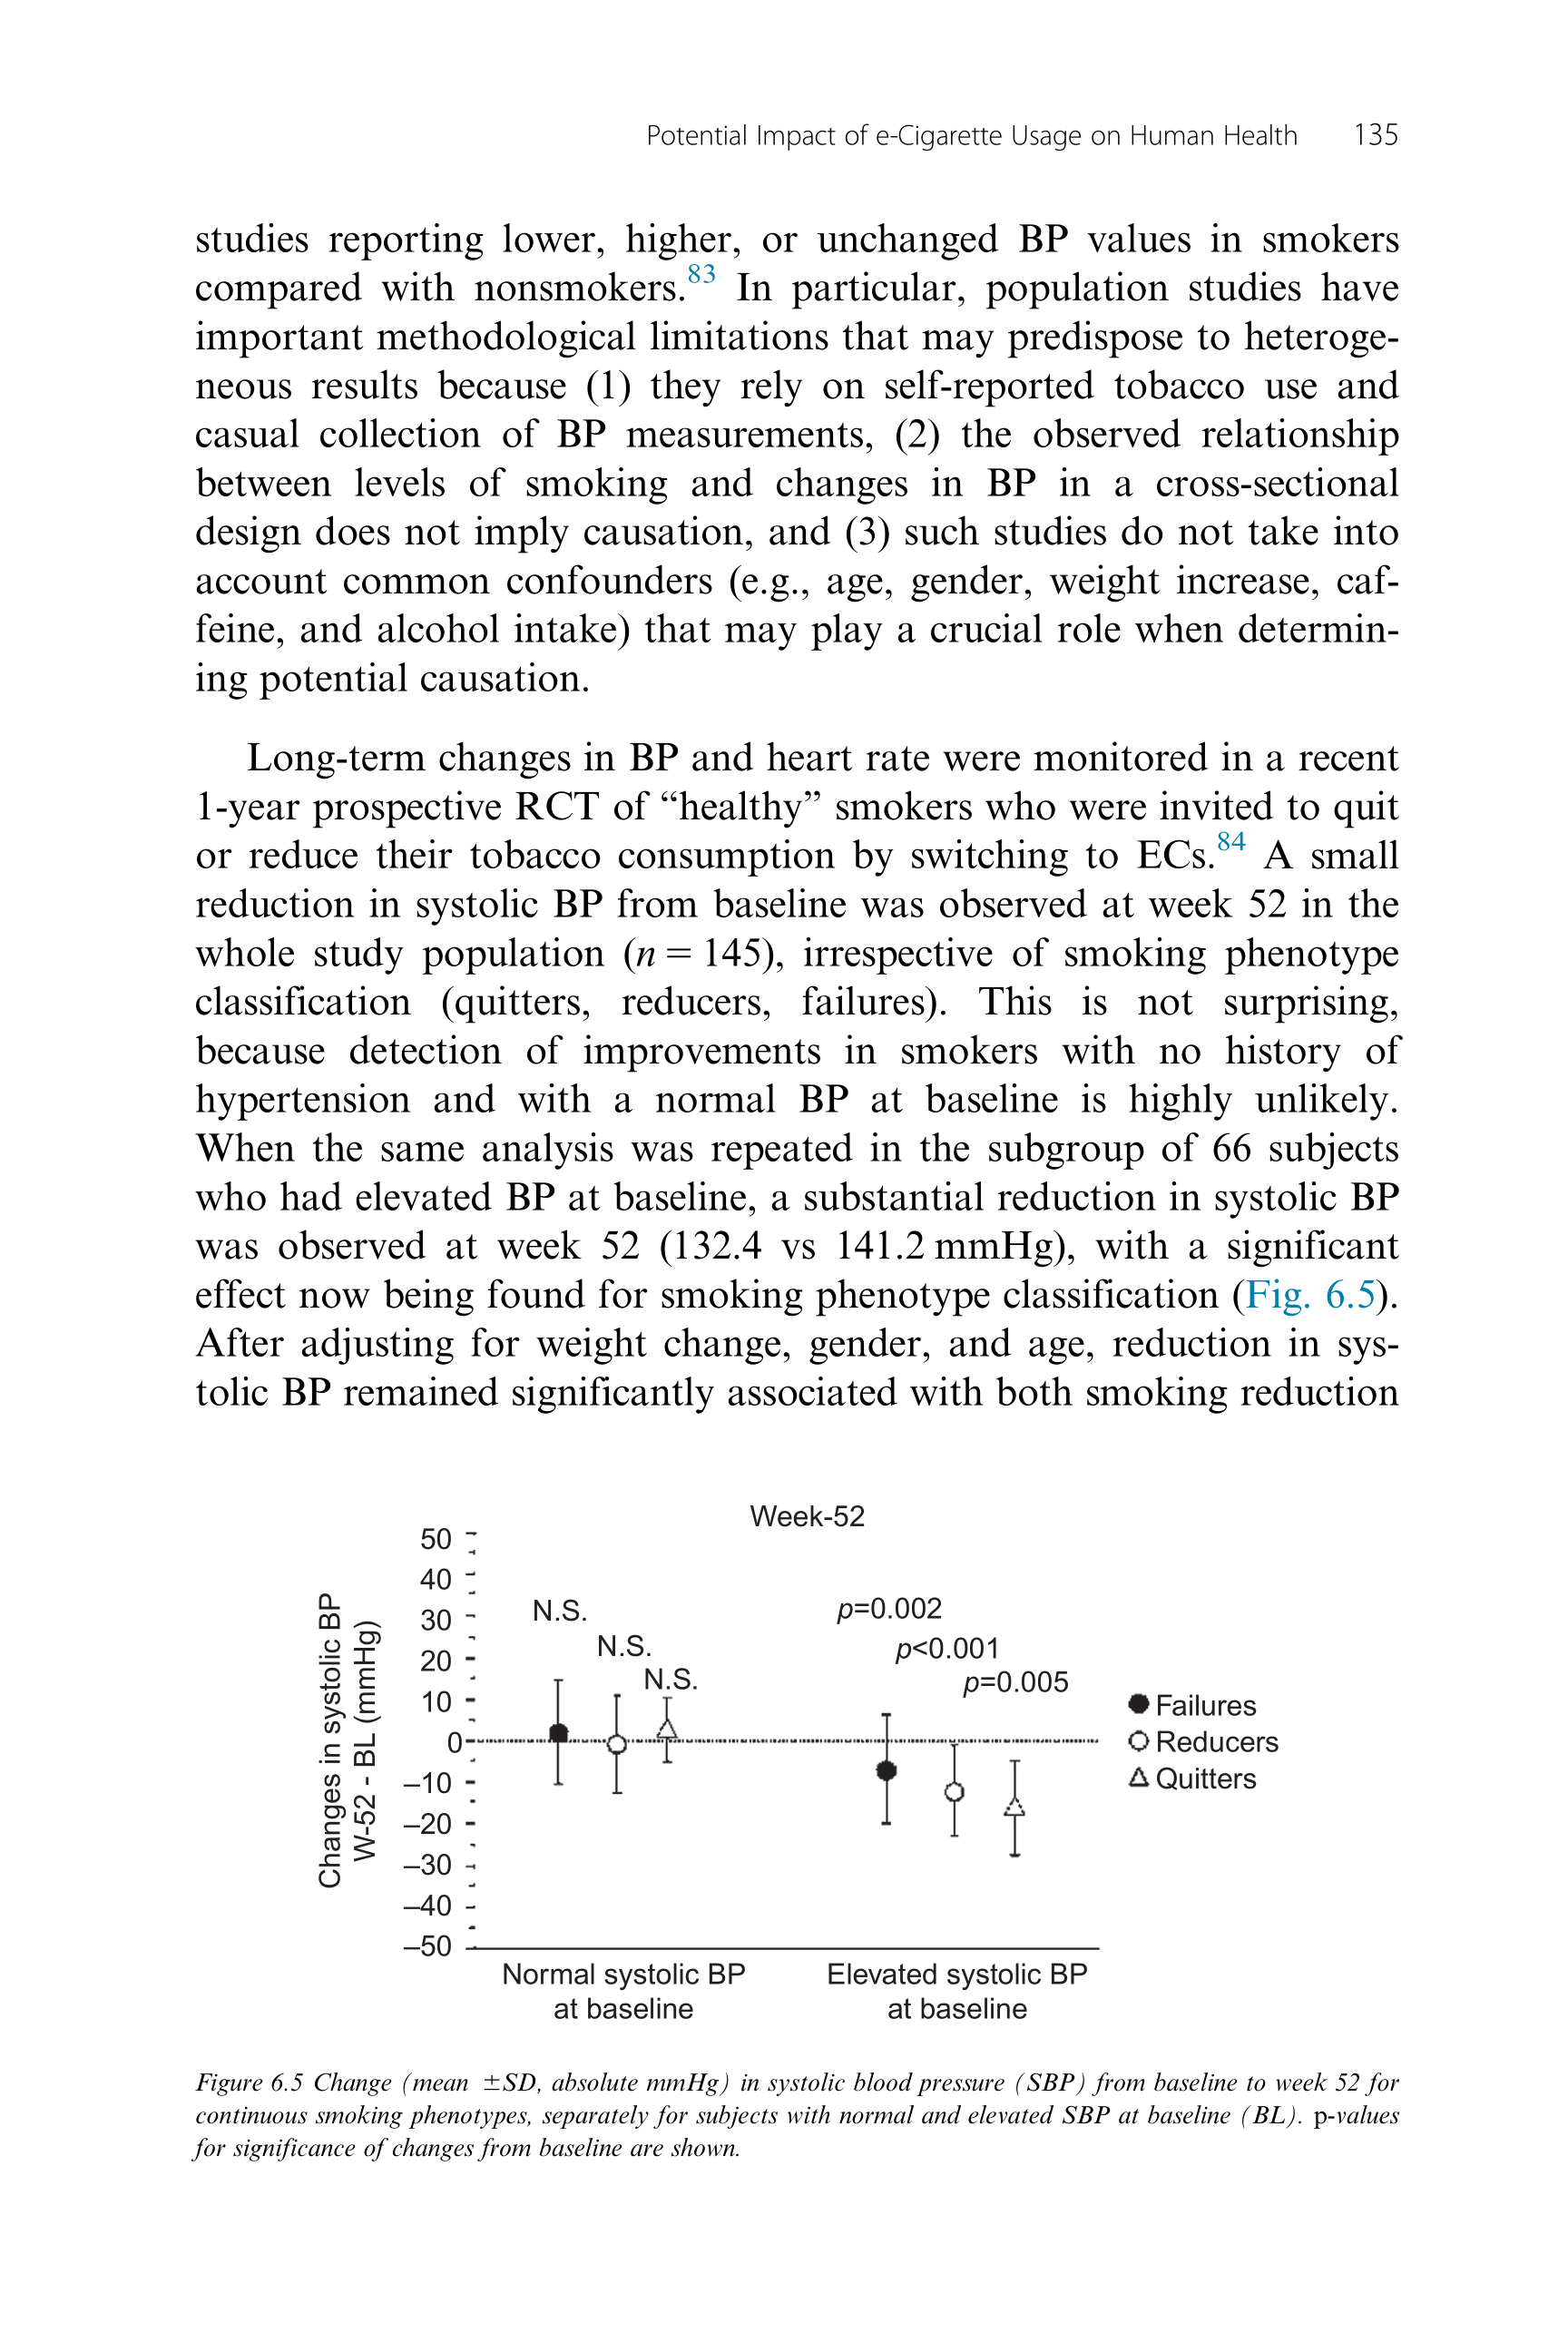 Potential Impact of e-Cigarette Usage on Human Health 135
studies reporting lower, higher, or unchanged BP values in smokers
compared with nonsmokers.83 In particular, population studies have
important methodological limitations that may predispose to heteroge-
neous results because (1) they rely on self-reported tobacco use and
casual collection of BP measurements, (2) the observed relationship
between levels of smoking and changes in BP in a cross-sectional
design does not imply causation, and (3) such studies do not take into
account common confounders (e.g., age, gender, weight increase, caf-
feine, and alcohol intake) that may play a crucial role when determin-
ing potential causation.
Long-term changes in BP and heart rate were monitored in a recent
1-year prospective RCT of “healthy” smokers who were invited to quit
or reduce their tobacco consumption by switching to ECs.84 A small
reduction in systolic BP from baseline was observed at week 52 in the
whole study population (n = 145), irrespective of smoking phenotype
classification (quitters, reducers, failures). This is not surprising,
because detection of improvements in smokers with no history of
hypertension and with a normal BP at baseline is highly unlikely.
When the same analysis was repeated in the subgroup of 66 subjects
who had elevated BP at baseline, a substantial reduction in systolic BP
was observed at week 52 (132.4 vs 141.2 mmHg), with a significant
effect now being found for smoking phenotype classification (Fig. 6.5).
After adjusting for weight change, gender, and age, reduction in sys-
tolic BP remained significantly associated with both smoking reduction
Week-52
Changes in systolic BP
W-52 - BL (mmHg)
50
40
30
20
10
0
–10
–20
–30
–40
–50
N.S.
N.S.
N.S.
p=0.002
p<0.001
p=0.005
Failures
Reducers
Quitters
Normal systolic BP
at baseline
Elevated systolic BP
at baseline
Figure 6.5 Change (mean ±SD, absolute mmHg) in systolic blood pressure (SBP) from baseline to week 52 for
continuous smoking phenotypes, separately for subjects with normal and elevated SBP at baseline (BL). p-values
for significance of changes from baseline are shown.